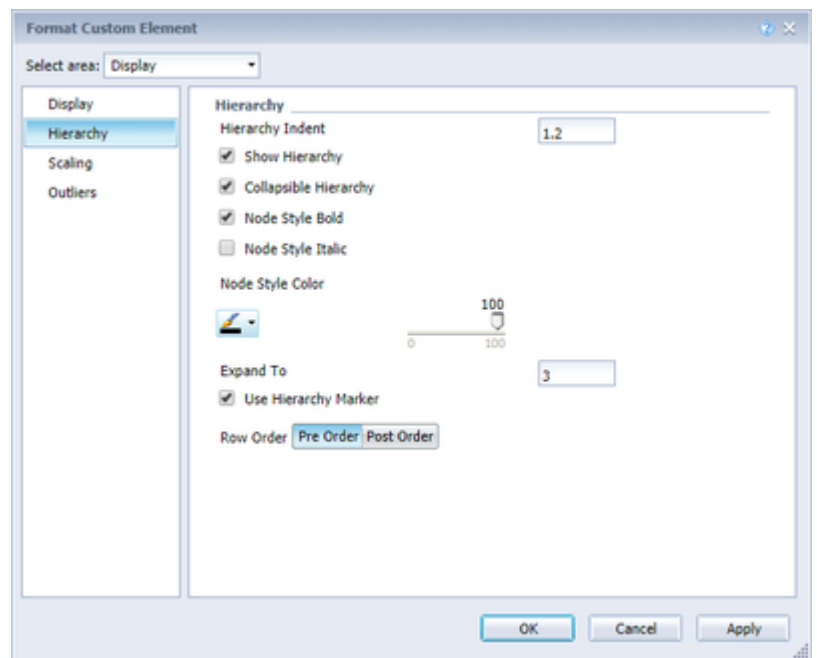 Format Custom Element
Select area: Display
Display
Hierarchy
Scaling
Outliers
Hierarchy
Hierarchy Indent 1.2
Show Hierarchy
Collapsible Hierarchy
Node Style Bold
Node Style Italic
Node Style Color
100
0 100
Expand To 3
Use Hierarchy Marker
Row Order Pre Order Post Order
OK Cancel Apply